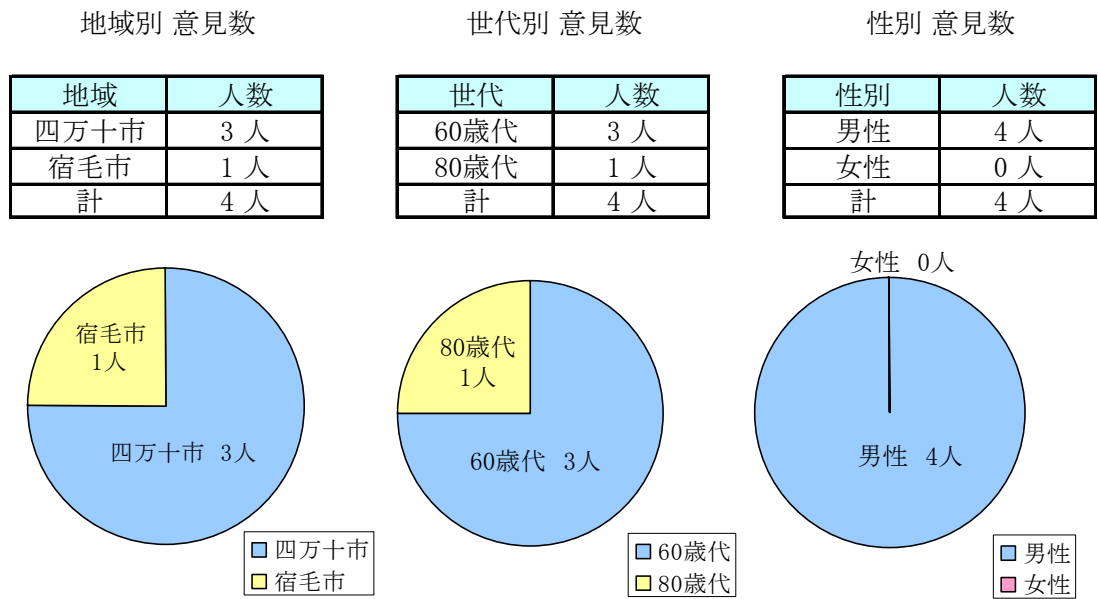 地域別 意見数
地域 人数
四万十市 3 人
宿毛市 1 人
計 4 人
宿毛市
1人
四万十市 3人
四万十市
宿毛市
世代別 意見数
世代 人数
60歳代 3 人
80歳代 1 人
計 4 人
80歳代
1人
60歳代 3人
60歳代
80歳代
性別 意見数
性別 人数
男性 4 人
女性 0 人
計 4 人
女性 0人
男性 4人
男性
女性